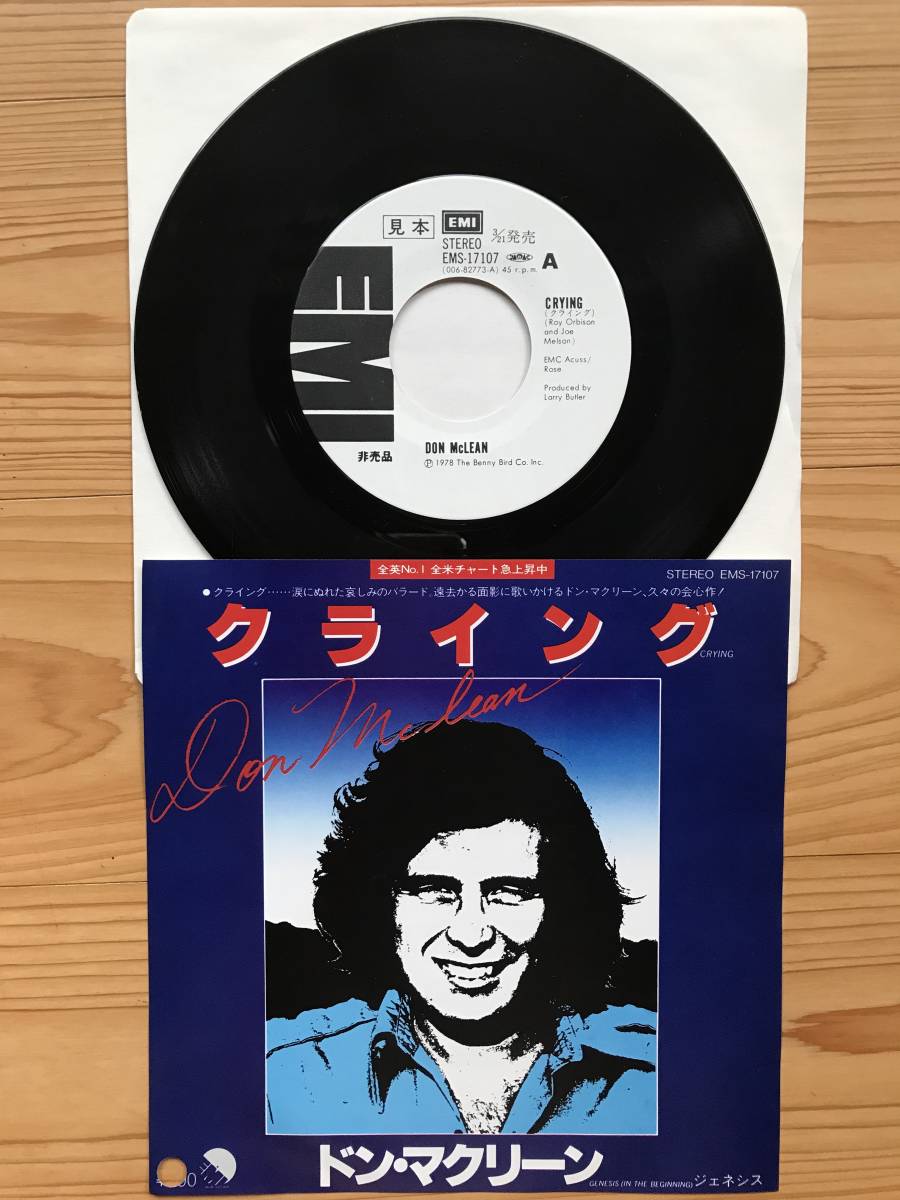 見本 EMI 3/21発売
STEREO
EMS-17107 A
(006-82773-A) 45 r.p.m.
CRYING
(クライング)
(Roy Orbison
and Joe
Melson)
EMC Acuss/
Rose
Produced by
Larry Butler
EMI
非売品
DON McLEAN
Ⓟ 1978 The Benny Bird Co. Inc.
全英No.1 全米チャート急上昇中
STEREO EMS-17107
●クライング……涙にぬれた哀しみのバラード。遠去かる面影に歌いかけるドン・マクリーン、久々の会心作!
クライング
CRYING
Don McLean
ドン・マクリーン
GENESIS (IN THE BEGINNING) ジェネシス